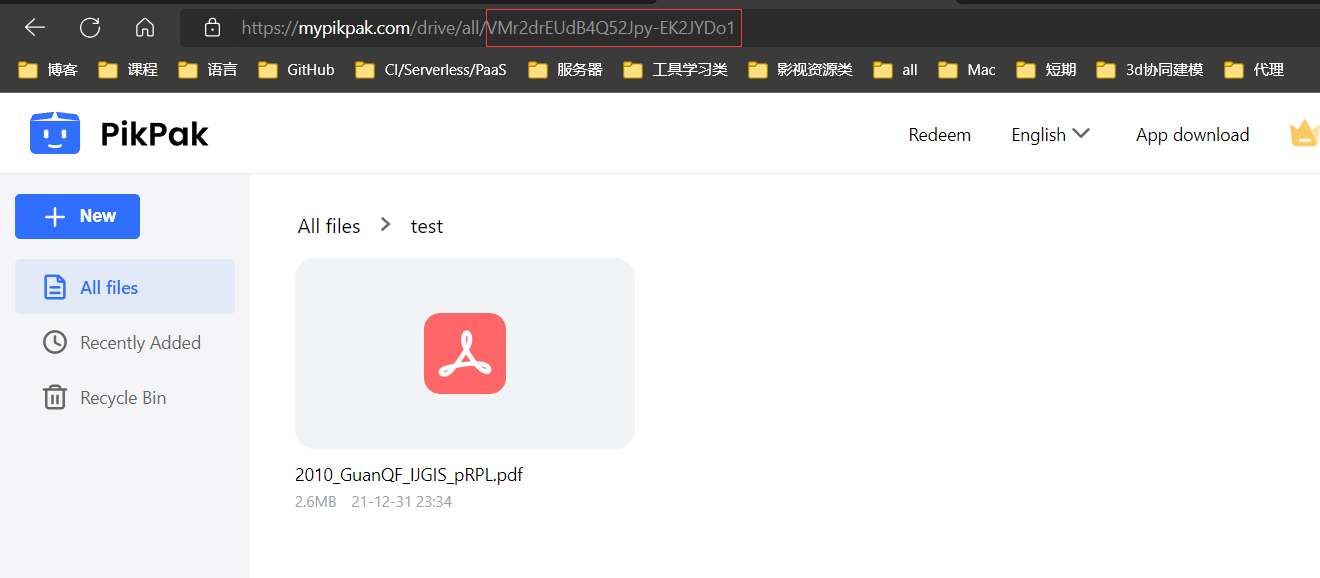 https://mypikpak.com/drive/all/VMr2drEUdB4Q52Jpy-EK2JYDo1
博客 课程 语言 GitHub CI/Serverless/PaaS 服务器 工具学习类 影视资源类 all Mac 短期 3d协同建模 代理
PikPak Redeem English App download
New
All files > test
All files
Recently Added
Recycle Bin
2010_GuanQF_IJGIS_pRPL.pdf
2.6MB 21-12-31 23:34